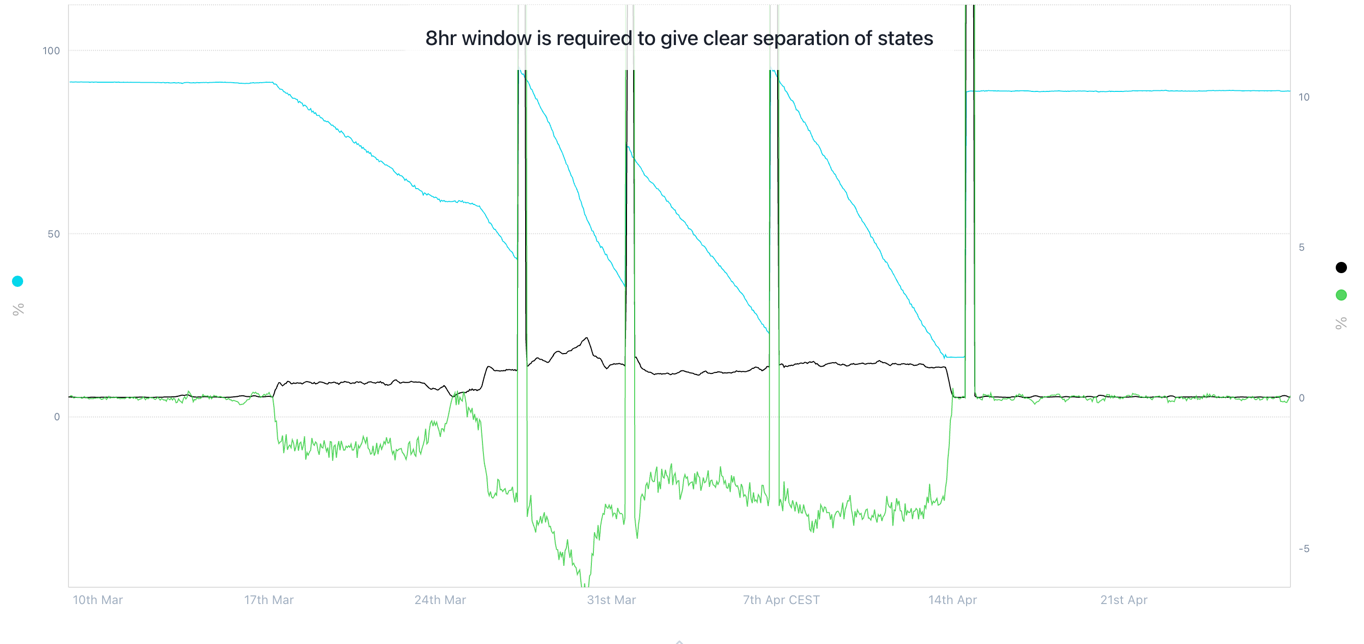 8hr window is required to give clear separation of states
100
50
0
%
10
5
0
-5
%
10th Mar
17th Mar
24th Mar
31st Mar
7th Apr CEST
14th Apr
21st Apr